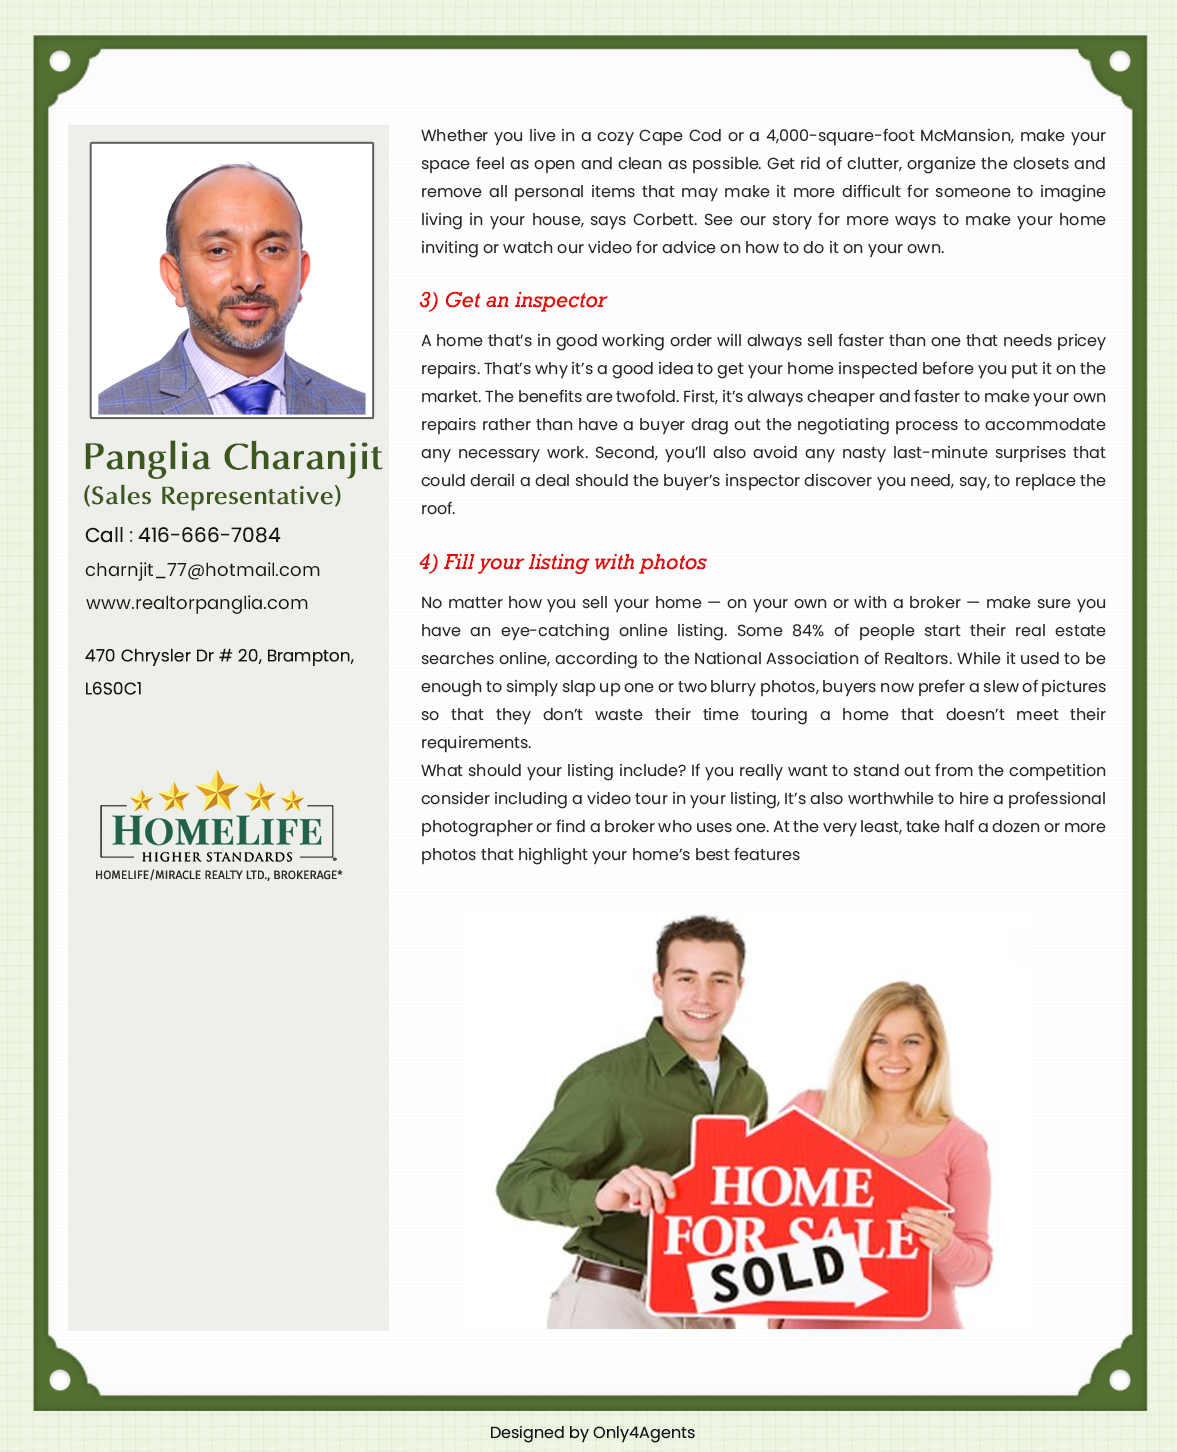 Panglia Charanjit
(Sales Representative)
Call : 416-666-7084
charnjit_77@hotmail.com
www.realtorpanglia.com
470 Chrysler Dr # 20, Brampton,
L6S0C1
HOMELIFE
HIGHER STANDARDS
HOMELIFE/MIRACLE REALTY LTD., BROKERAGE*
Whether you live in a cozy Cape Cod or a 4,000-square-foot McMansion, make your
space feel as open and clean as possible. Get rid of clutter, organize the closets and
remove all personal items that may make it more difficult for someone to imagine
living in your house, says Corbett. See our story for more ways to make your home
inviting or watch our video for advice on how to do it on your own.
3) Get an inspector
A home that’s in good working order will always sell faster than one that needs pricey
repairs. That’s why it’s a good idea to get your home inspected before you put it on the
market. The benefits are twofold. First, it’s always cheaper and faster to make your own
repairs rather than have a buyer drag out the negotiating process to accommodate
any necessary work. Second, you’ll also avoid any nasty last-minute surprises that
could derail a deal should the buyer’s inspector discover you need, say, to replace the
roof.
4) Fill your listing with photos
No matter how you sell your home — on your own or with a broker — make sure you
have an eye-catching online listing. Some 84% of people start their real estate
searches online, according to the National Association of Realtors. While it used to be
enough to simply slap up one or two blurry photos, buyers now prefer a slew of pictures
so that they don’t waste their time touring a home that doesn’t meet their
requirements.
What should your listing include? If you really want to stand out from the competition
consider including a video tour in your listing, It’s also worthwhile to hire a professional
photographer or find a broker who uses one. At the very least, take half a dozen or more
photos that highlight your home’s best features
HOME
FOR SALE
SOLD
Designed by Only4Agents